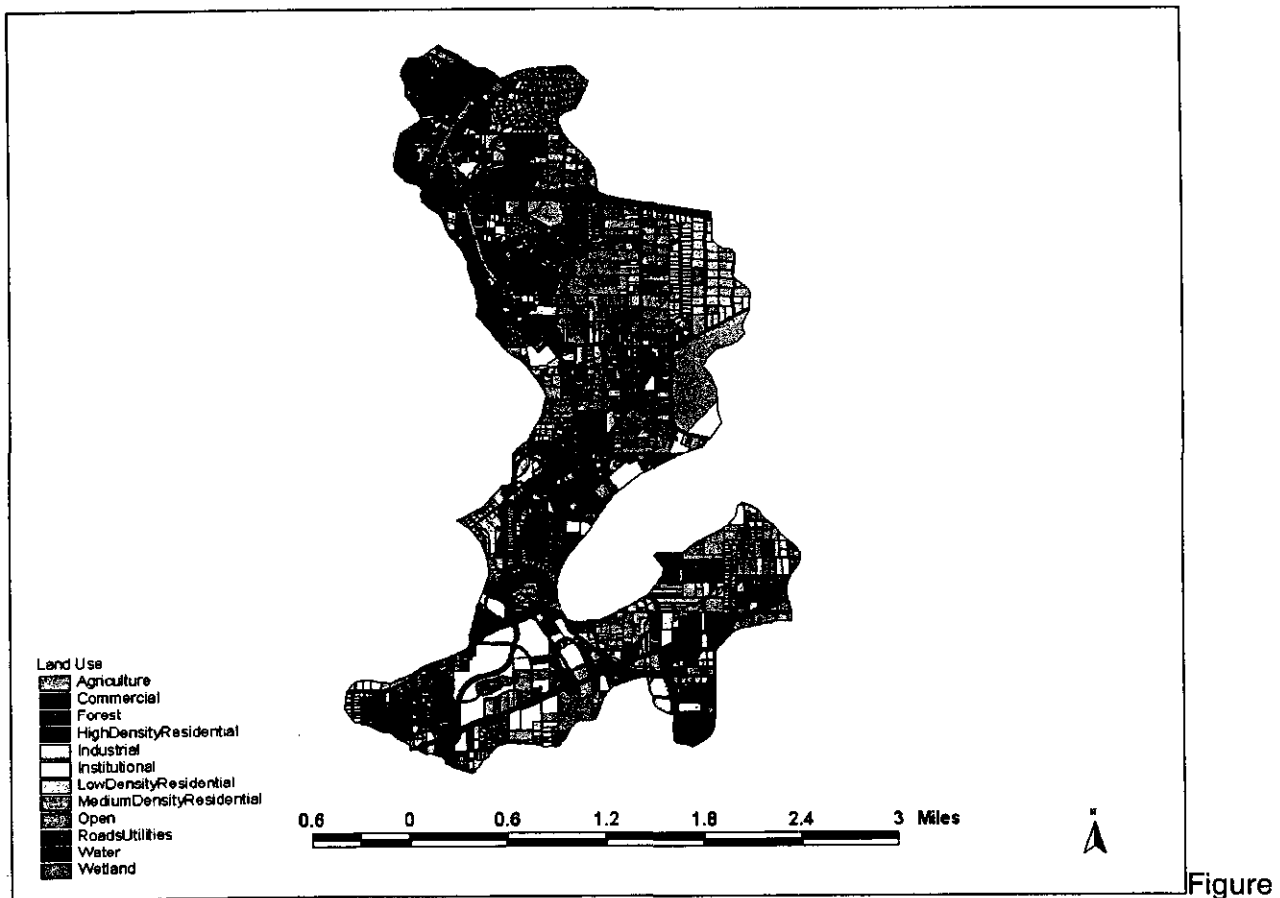 Land Use
Agriculture
Commercial
Forest
HighDensityResidential
Industrial
Institutional
LowDensityResidential
MediumDensityResidential
Open
RoadsUtilities
Water
Wetland
0.6 0 0.6 1.2 1.8 2.4 3 Miles
N
Figure